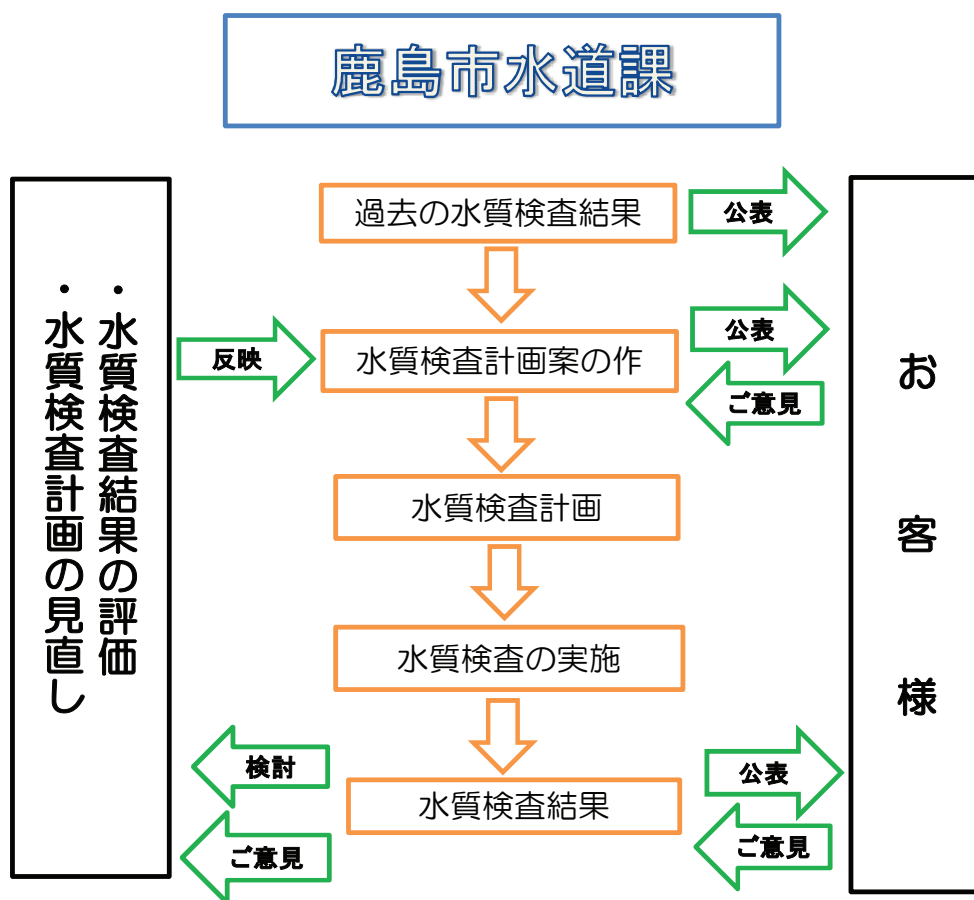 鹿島市水道課
・水質検査結果の評価
・水質検査計画の見直し
過去の水質検査結果
公表
反映
水質検査計画案の作
公表
ご意見
水質検査計画
水質検査の実施
検討
水質検査結果
公表
ご意見
ご意見
お客様